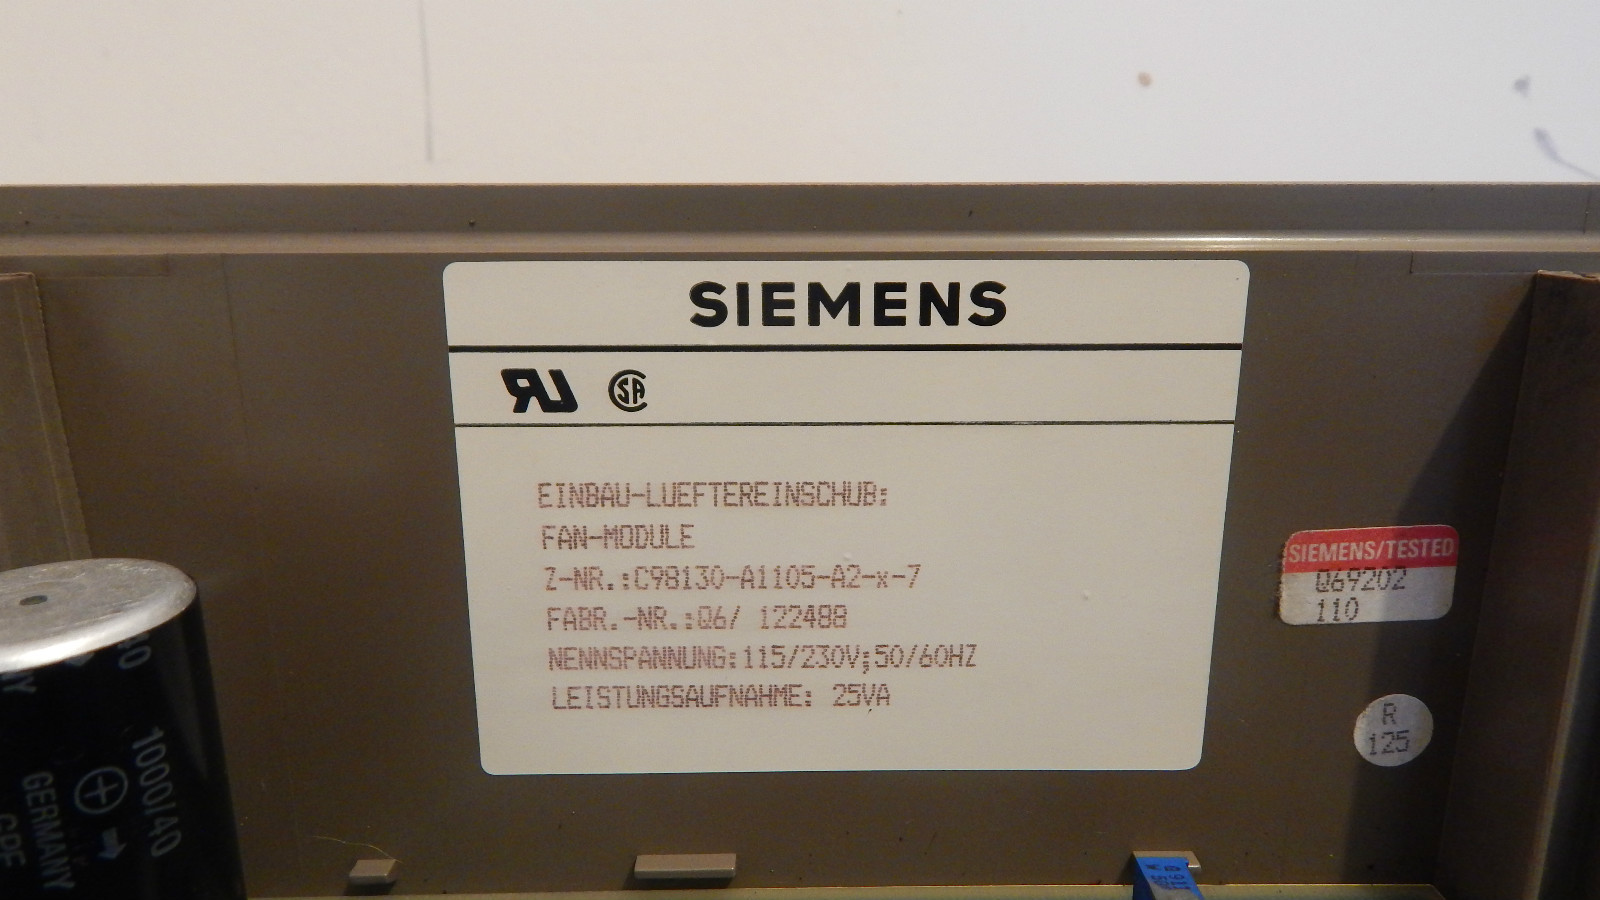 SIEMENS
EINBAU-LUEFTEREINSCHUB:
FAN-MODULE
Z-NR.:C98130-A1105-A2-x-7
FABR.-NR.:Q6/ 122488
NENNSPANNUNG:115/230V;50/60HZ
LEISTUNGSAUFNAHME: 25VA
SIEMENS/TESTED
Q69202
110
R
125
1000/40
GERMANY